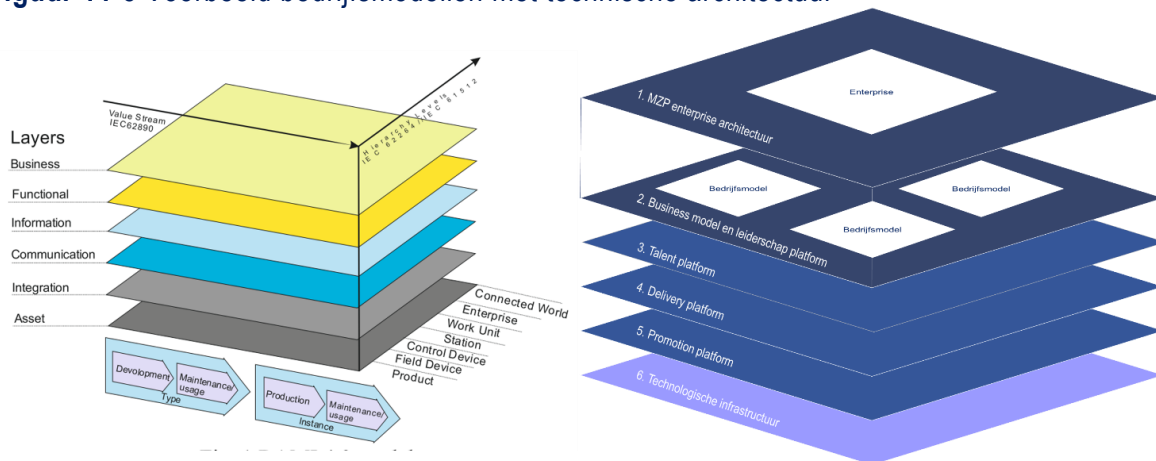 Layers
Business
Functional
Information
Communication
Integration
Asset
Value Stream
IEC62890
Hierarchy Levels
IEC 62264/IEC 61512
Connected World
Enterprise
Work Unit
Station
Control Device
Field Device
Product
Devolopment
Maintenance/
usage
Type
Production
Maintenance/
usage
Instance
Enterprise
1. MZP enterprise architectuur
Bedrijfsmodel
Bedrijfsmodel
Bedrijfsmodel
2. Business model en leiderschap platform
3. Talent platform
4. Delivery platform
5. Promotion platform
6. Technologische infrastructuur